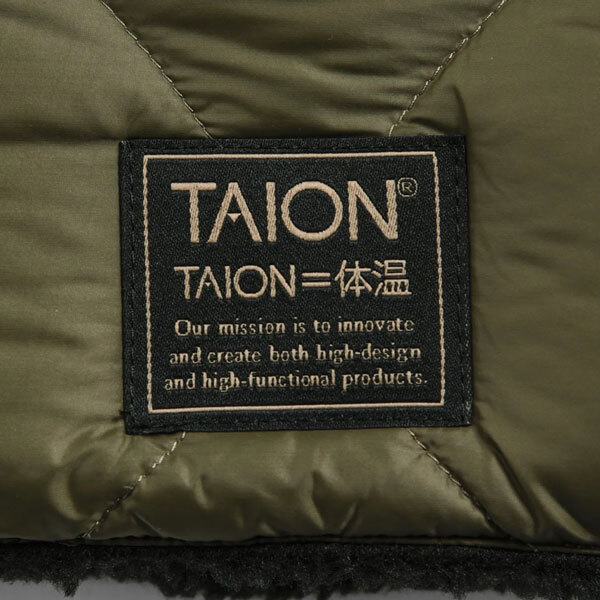 TAION®
TAION=体温
Our mission is to innovate
and create both high-design
and high-functional products.